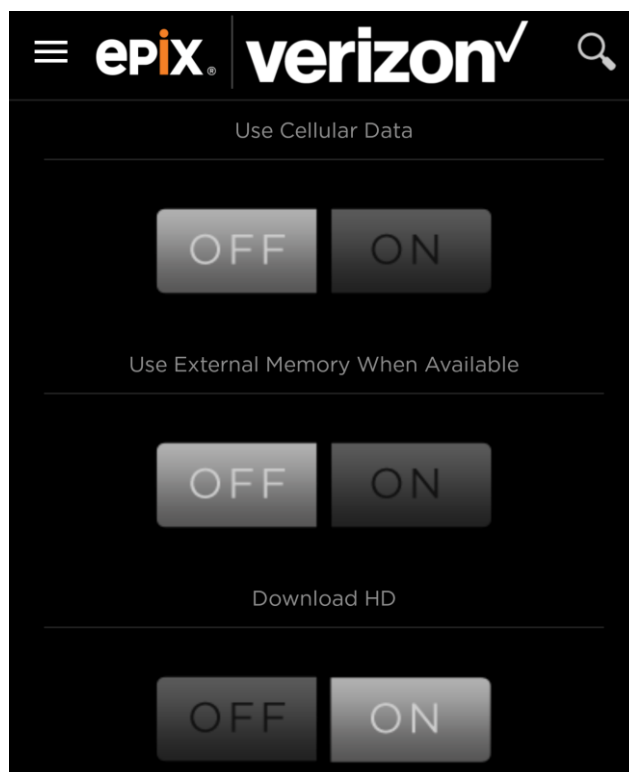 epix. ® verizon✓
Use Cellular Data
OFF ON
Use External Memory When Available
OFF ON
Download HD
OFF ON